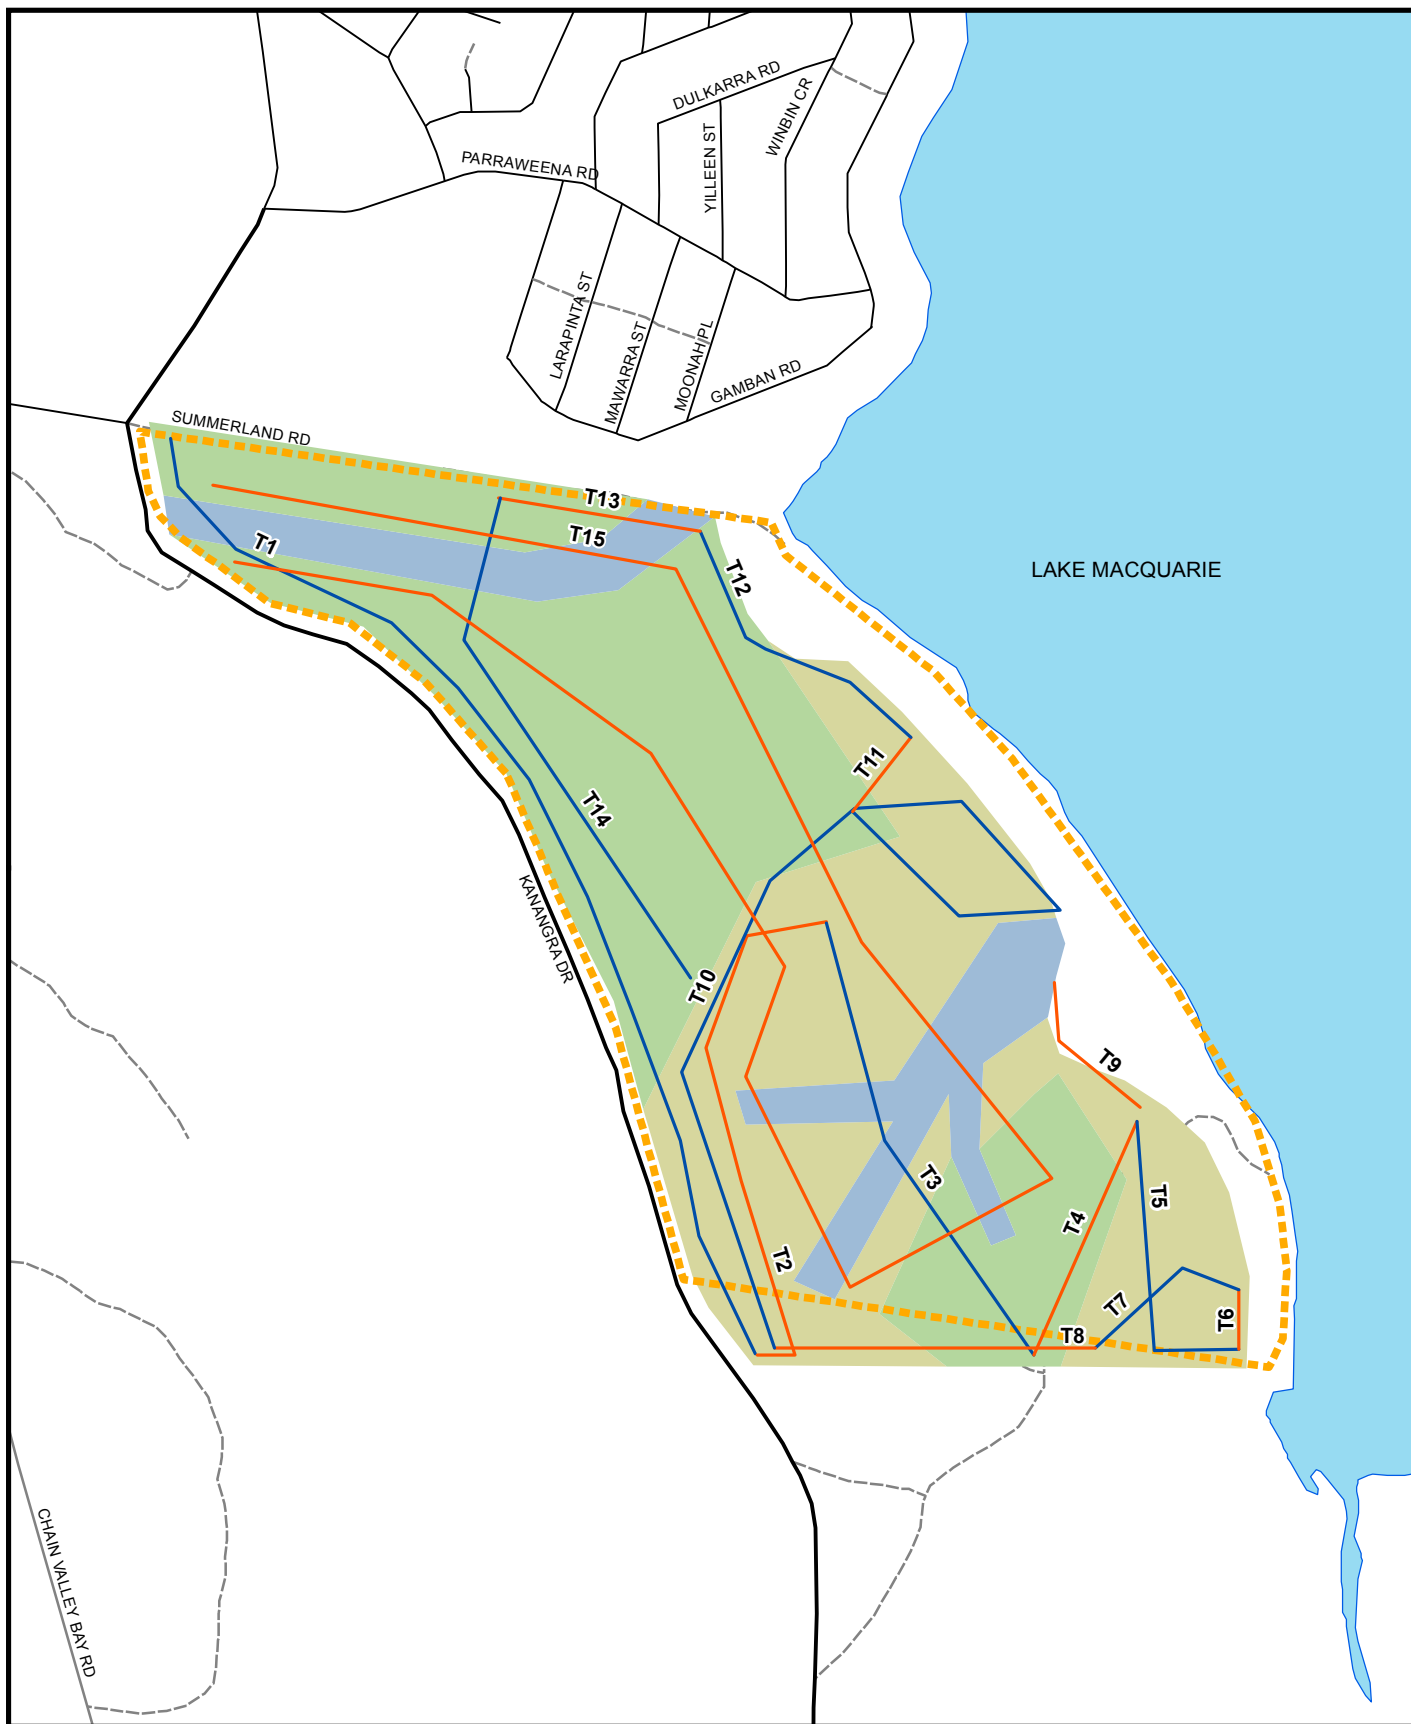 DULKARRA RD
WINBIN CR
YILLEEN ST
PARRAWEENA RD
LARAPINTA ST
MAWARRA ST
MOONAH PL
GAMBAN RD
SUMMERLAND RD
T13
T15
T1
T12
LAKE MACQUARIE
T11
T14
KANANGRA DR
T10
T9
T3
T5
T4
T2
T7
T6
T8
CHAIN VALLEY BAY RD